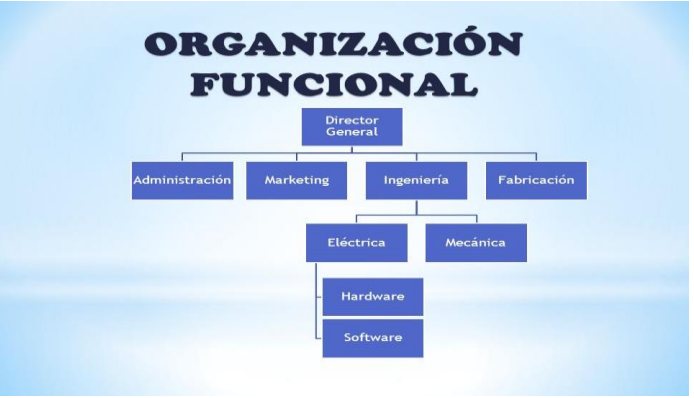 ORGANIZACIÓN
FUNCIONAL
Director
General
Administración
Marketing
Ingeniería
Fabricación
Eléctrica
Mecánica
Hardware
Software